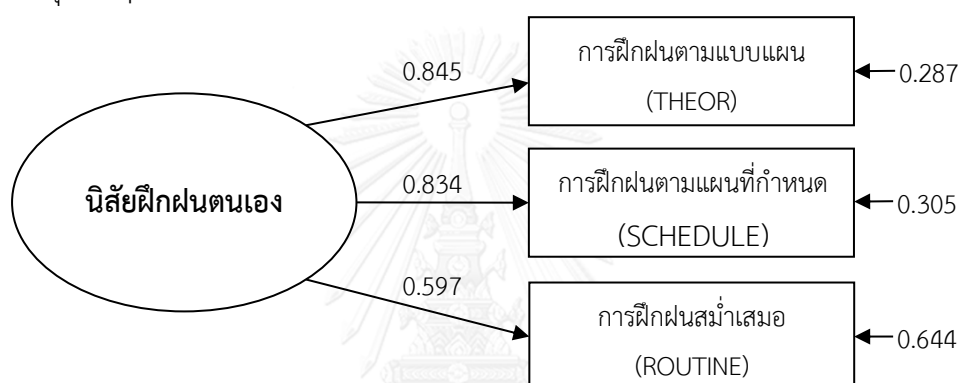 การฝึกฝนตามแบบแผน
(THEOR)
0.845
0.287
นิสัยฝึกฝนตนเอง
0.834
การฝึกฝนตามแผนที่กำหนด
(SCHEDULE)
0.305
0.597
การฝึกฝนสม่ำเสมอ
(ROUTINE)
0.644